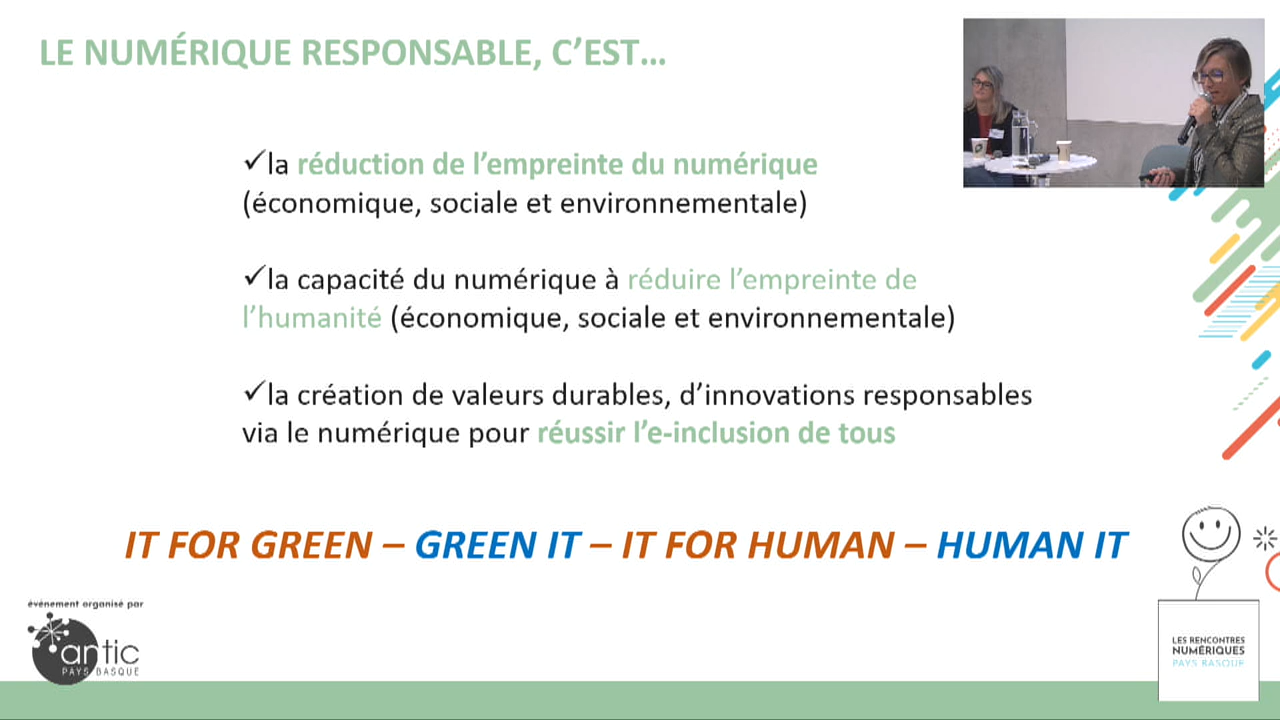 LE NUMÉRIQUE RESPONSABLE, C’EST…
✓la réduction de l’empreinte du numérique
(économique, sociale et environnementale)
✓la capacité du numérique à réduire l’empreinte de
l’humanité (économique, sociale et environnementale)
✓la création de valeurs durables, d’innovations responsables
via le numérique pour réussir l’e-inclusion de tous
IT FOR GREEN – GREEN IT – IT FOR HUMAN – HUMAN IT
évènement organisé par
antic
PAYS BASQUE
LES RENCONTRES
NUMÉRIQUES
PAYS BASQUE